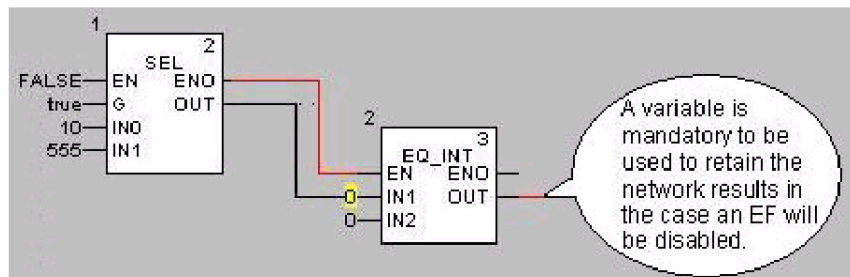 1
SEL 2
FALSE EN ENO
true G OUT
10 IN0
555 IN1
2
EQ_INT 3
EN ENO
0 IN1 OUT
0 IN2
A variable is
mandatory to be
used to retain the
network results in
the case an EF will
be disabled.